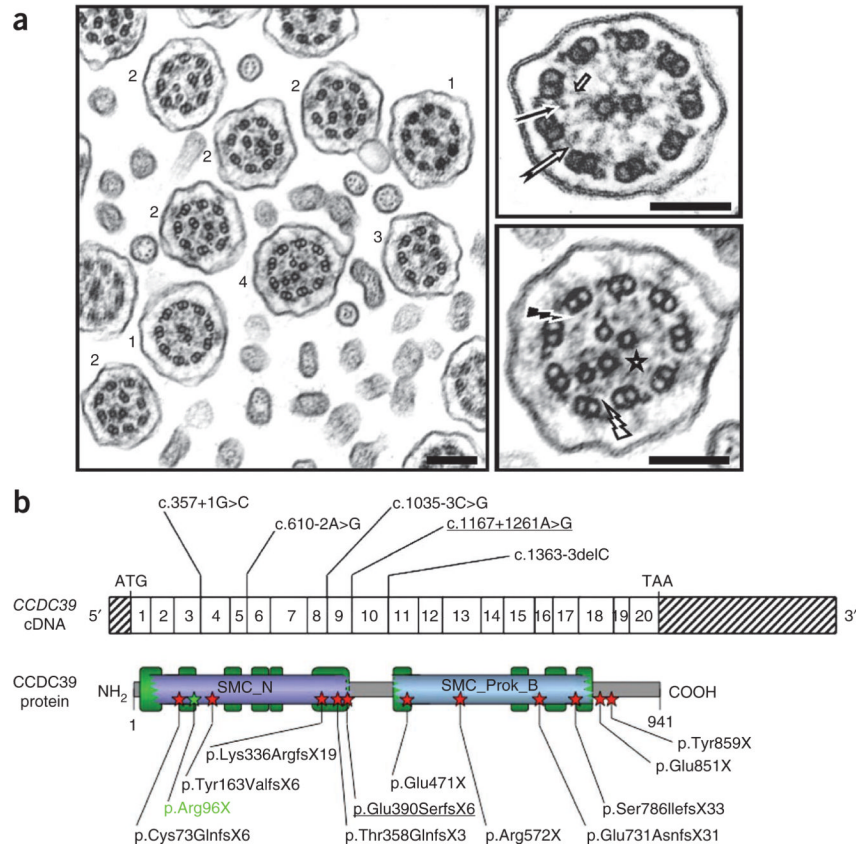 a
2
2
1
2
2
3
4
1
2
b
c.357+1G>C
c.610-2A>G
c.1035-3C>G
c.1167+1261A>G
c.1363-3delC
ATG
TAA
CCDC39
cDNA
5′
1 2 3 4 5 6 7 8 9 10 11 12 13 14 15 16 17 18 19 20
3′
CCDC39
protein
NH2
SMC_N
SMC_Prok_B
COOH
1
941
p.Tyr859X
p.Lys336ArgfsX19
p.Glu851X
p.Tyr163ValfsX6
p.Glu471X
p.Arg96X
p.Glu390SerfsX6
p.Ser786IlefsX33
p.Cys73GlnfsX6
p.Thr358GlnfsX3
p.Arg572X
p.Glu731AsnfsX31